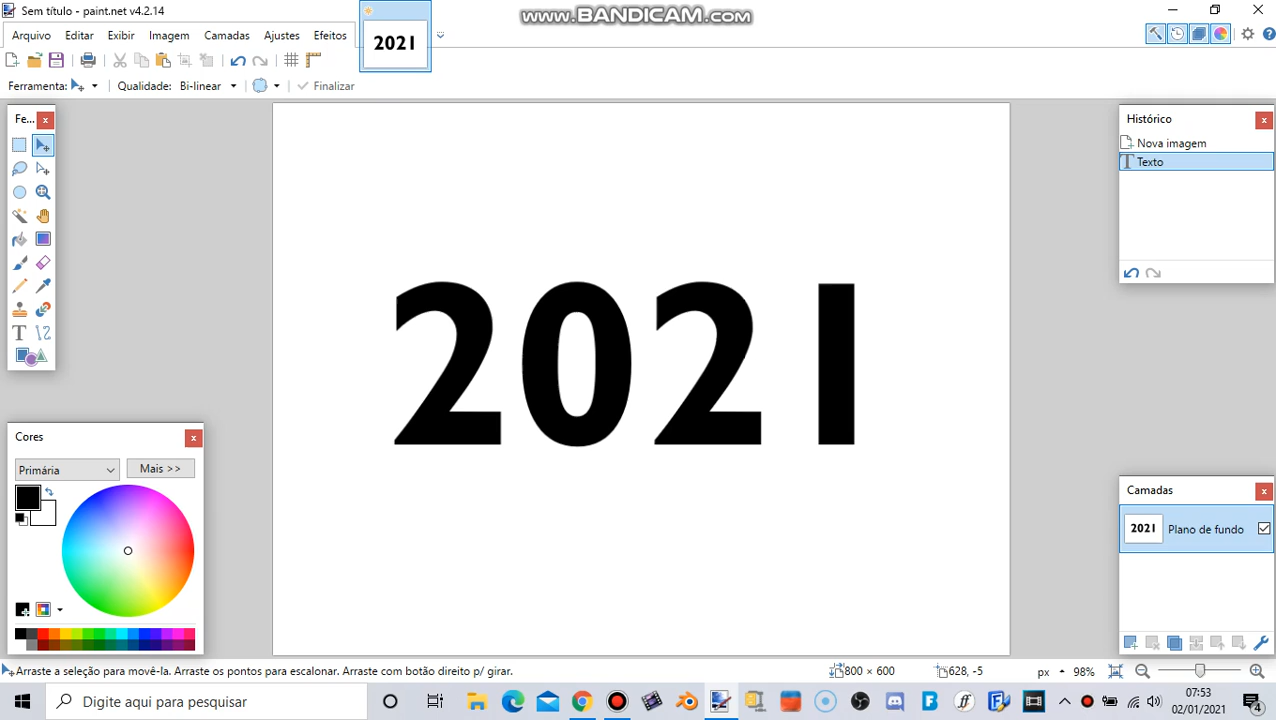 Sem título - paint.net v4.2.14
www.BANDICAM.com
Arquivo Editar Exibir Imagem Camadas Ajustes Efeitos
2021
Ferramenta: Qualidade: Bi-linear Finalizar
Fe...
Histórico
Nova imagem
Texto
2021
Cores
Primária
Mais >>
Camadas
2021
Plano de fundo
Arraste a seleção para movê-la. Arraste os pontos para escalonar. Arraste com botão direito p/ girar.
800 × 600
628, -5
px
98%
Digite aqui para pesquisar
07:53
02/01/2021
4